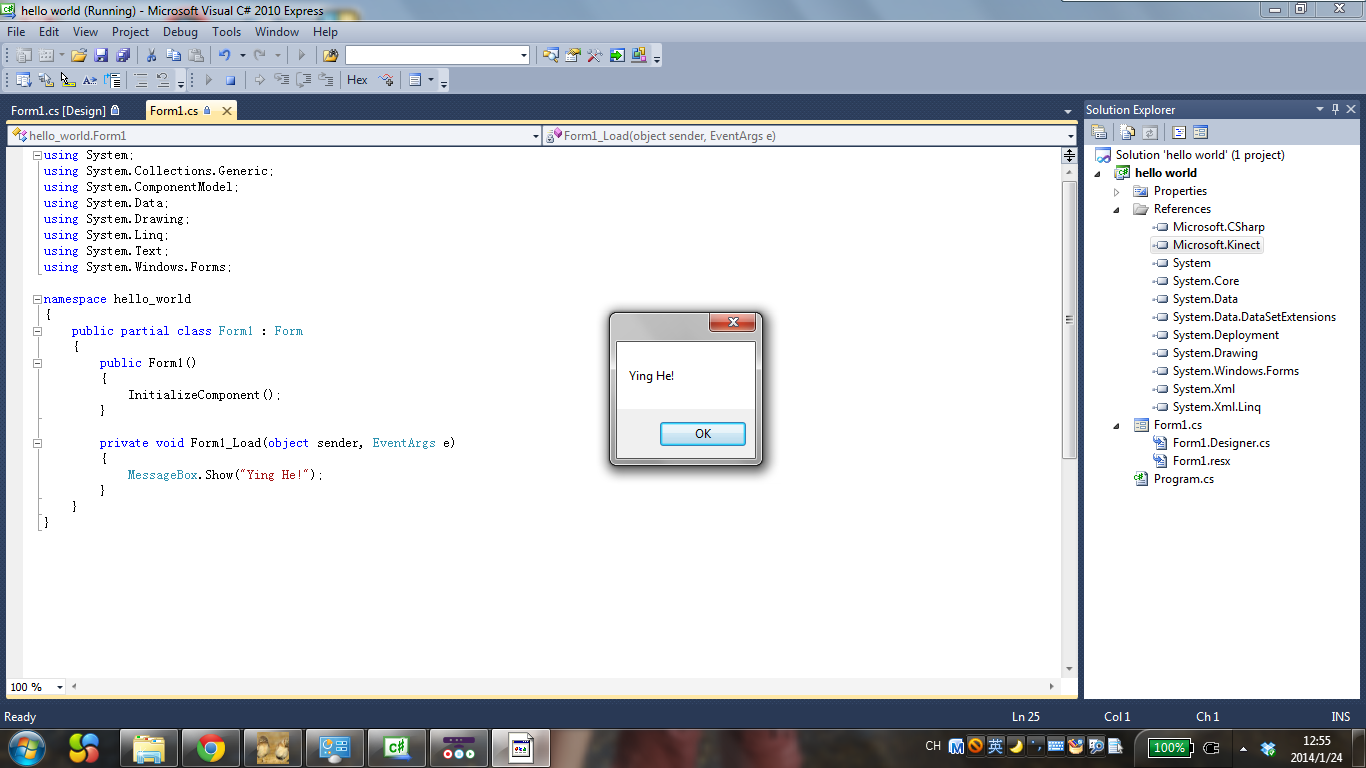 hello world (Running) - Microsoft Visual C# 2010 Express
File Edit View Project Debug Tools Window Help
Hex
Form1.cs [Design] Form1.cs
hello_world.Form1 Form1_Load(object sender, EventArgs e)
using System;
using System.Collections.Generic;
using System.ComponentModel;
using System.Data;
using System.Drawing;
using System.Linq;
using System.Text;
using System.Windows.Forms;
namespace hello_world
{
public partial class Form1 : Form
{
public Form1()
{
InitializeComponent();
}
private void Form1_Load(object sender, EventArgs e)
{
MessageBox.Show("Ying He!");
}
}
}
Ying He!
OK
Solution Explorer
Solution 'hello world' (1 project)
hello world
Properties
References
Microsoft.CSharp
Microsoft.Kinect
System
System.Core
System.Data
System.Data.DataSetExtensions
System.Deployment
System.Drawing
System.Windows.Forms
System.Xml
System.Xml.Linq
Form1.cs
Form1.Designer.cs
Form1.resx
Program.cs
100 %
Ready Ln 25 Col 1 Ch 1 INS
CH 英 100% 12:55
2014/1/24